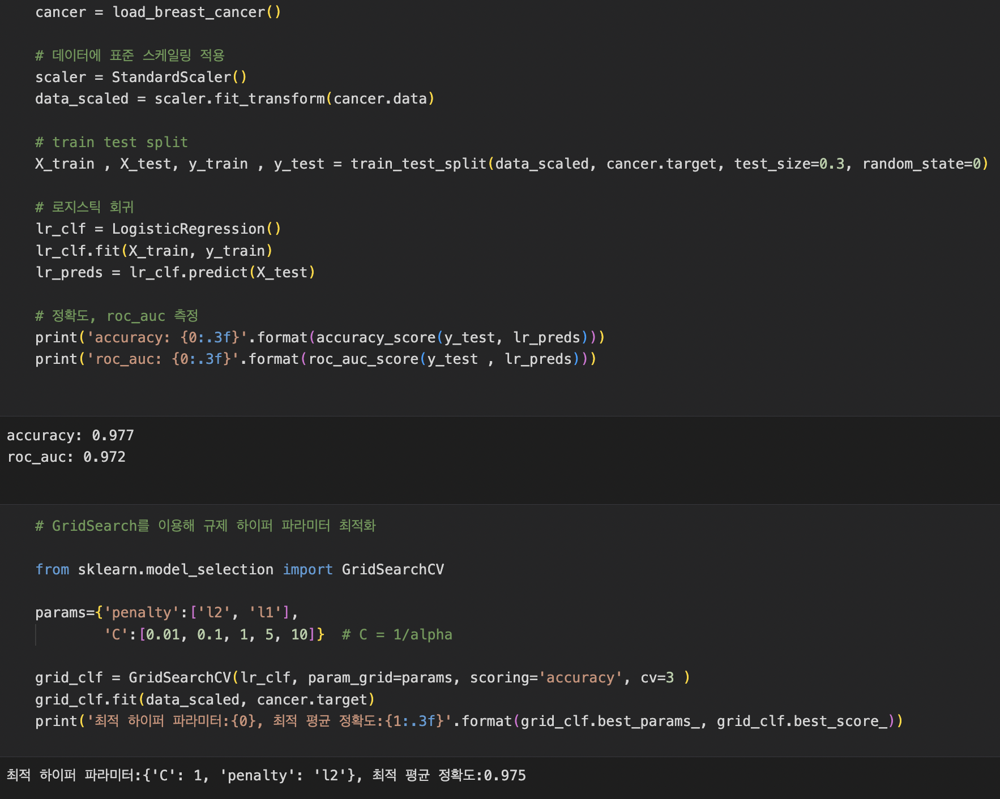 cancer = load_breast_cancer()
# 데이터에 표준 스케일링 적용
scaler = StandardScaler()
data_scaled = scaler.fit_transform(cancer.data)
# train test split
X_train , X_test, y_train , y_test = train_test_split(data_scaled, cancer.target, test_size=0.3, random_state=0)
# 로지스틱 회귀
lr_clf = LogisticRegression()
lr_clf.fit(X_train, y_train)
lr_preds = lr_clf.predict(X_test)
# 정확도, roc_auc 측정
print('accuracy: {0:.3f}'.format(accuracy_score(y_test, lr_preds)))
print('roc_auc: {0:.3f}'.format(roc_auc_score(y_test , lr_preds)))
accuracy: 0.977
roc_auc: 0.972
# GridSearch를 이용해 규제 하이퍼 파라미터 최적화
from sklearn.model_selection import GridSearchCV
params={'penalty':['l2', 'l1'],
'C':[0.01, 0.1, 1, 5, 10]}  # C = 1/alpha
grid_clf = GridSearchCV(lr_clf, param_grid=params, scoring='accuracy', cv=3 )
grid_clf.fit(data_scaled, cancer.target)
print('최적 하이퍼 파라미터:{0}, 최적 평균 정확도:{1:.3f}'.format(grid_clf.best_params_, grid_clf.best_score_))
최적 하이퍼 파라미터:{'C': 1, 'penalty': 'l2'}, 최적 평균 정확도:0.975